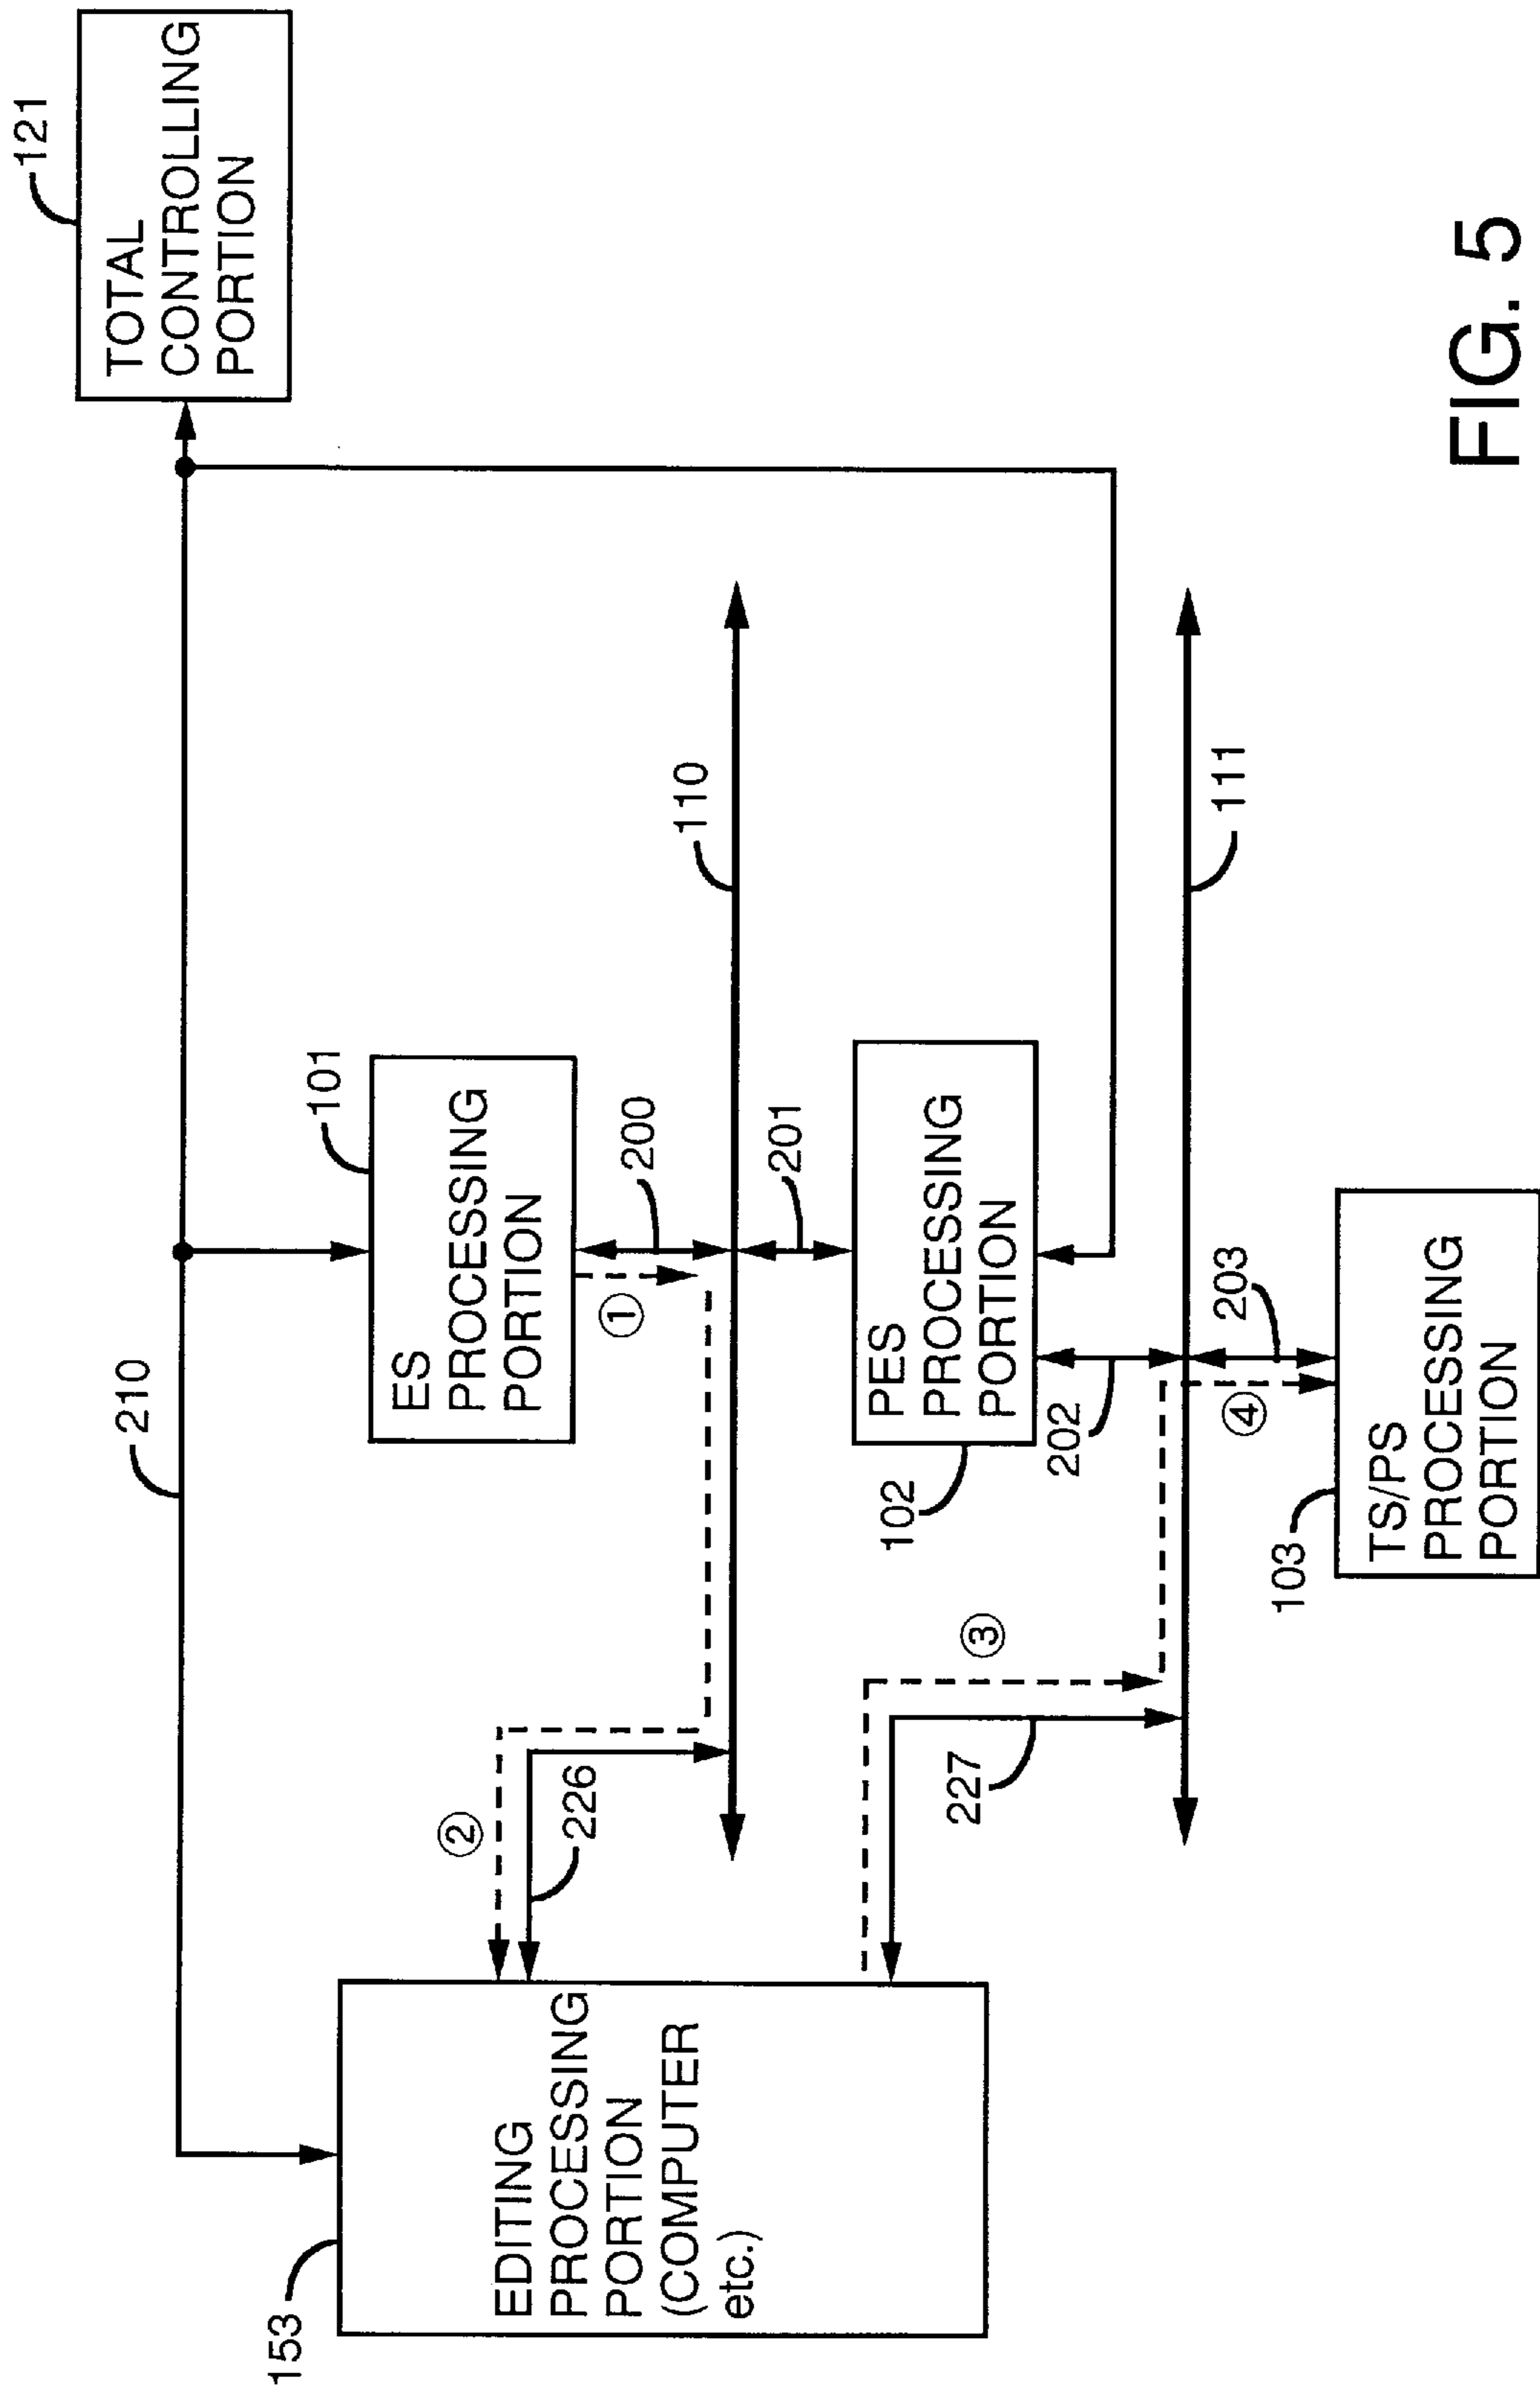 121
TOTAL
CONTROLLING
PORTION
210
101
ES
PROCESSING
PORTION
①
200
110
②
226
201
153
EDITING
PROCESSING
PORTION
(COMPUTER
etc.)
PES
PROCESSING
PORTION
102
③
227
202
111
④
203
103
TS/PS
PROCESSING
PORTION
FIG. 5